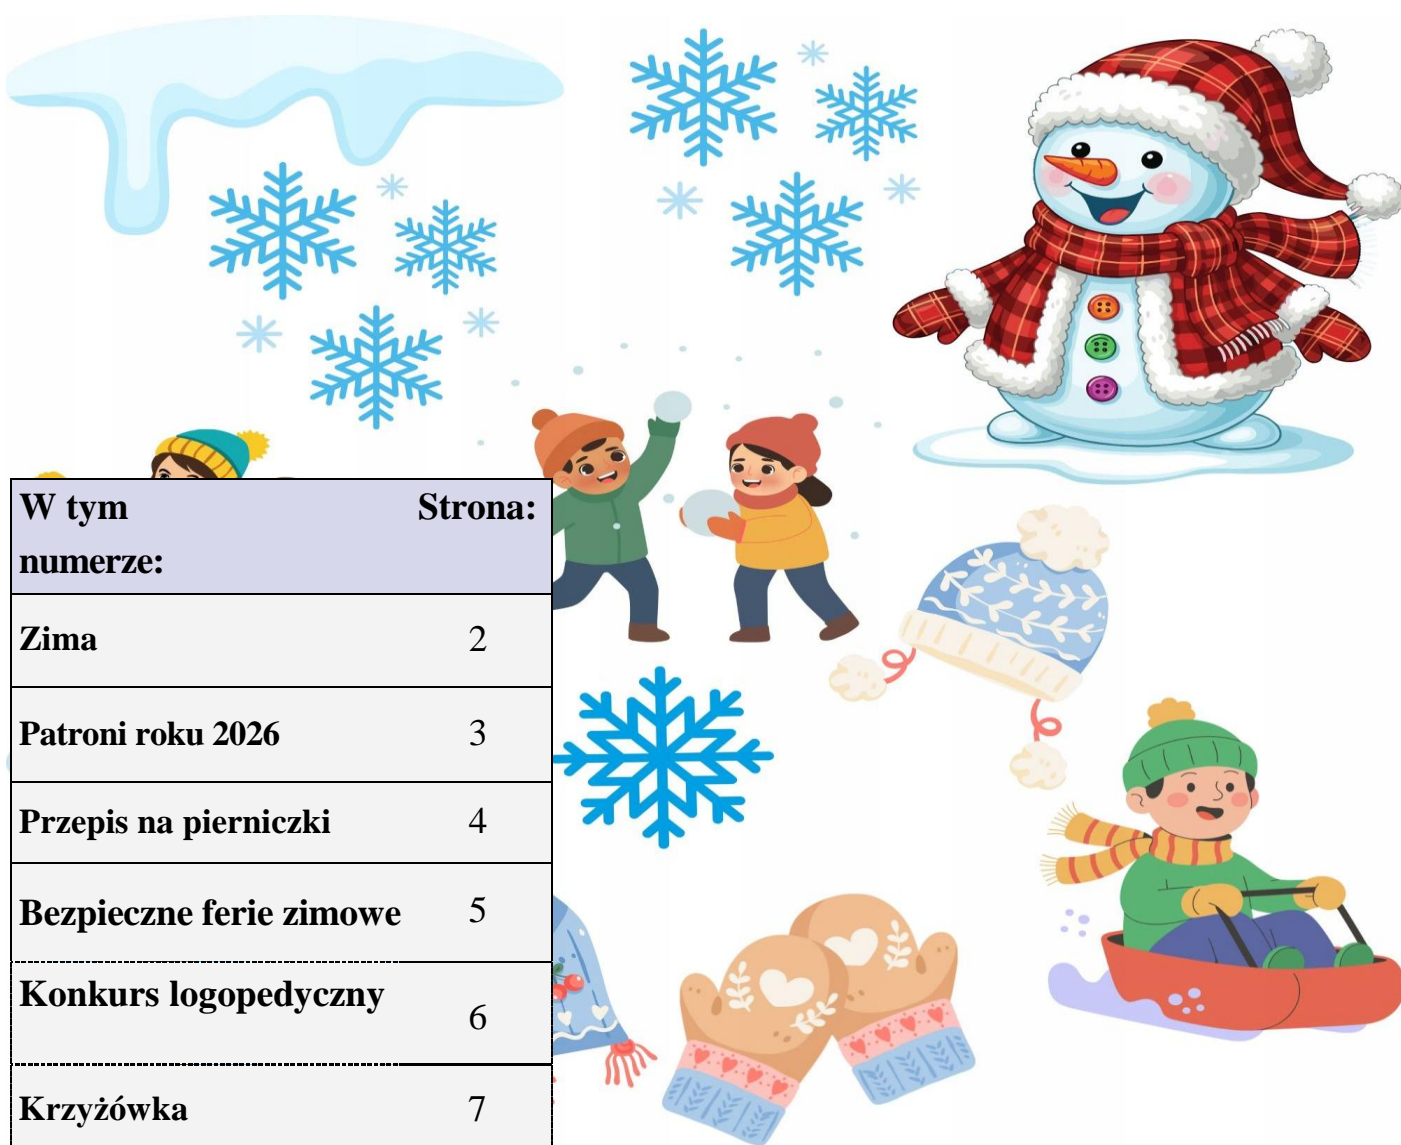 W tym Strona:
numerze:
Zima 2
Patroni roku 2026 3
Przepis na pierniczki 4
Bezpieczne ferie zimowe 5
Konkurs logopedyczny 6
Krzyżówka 7